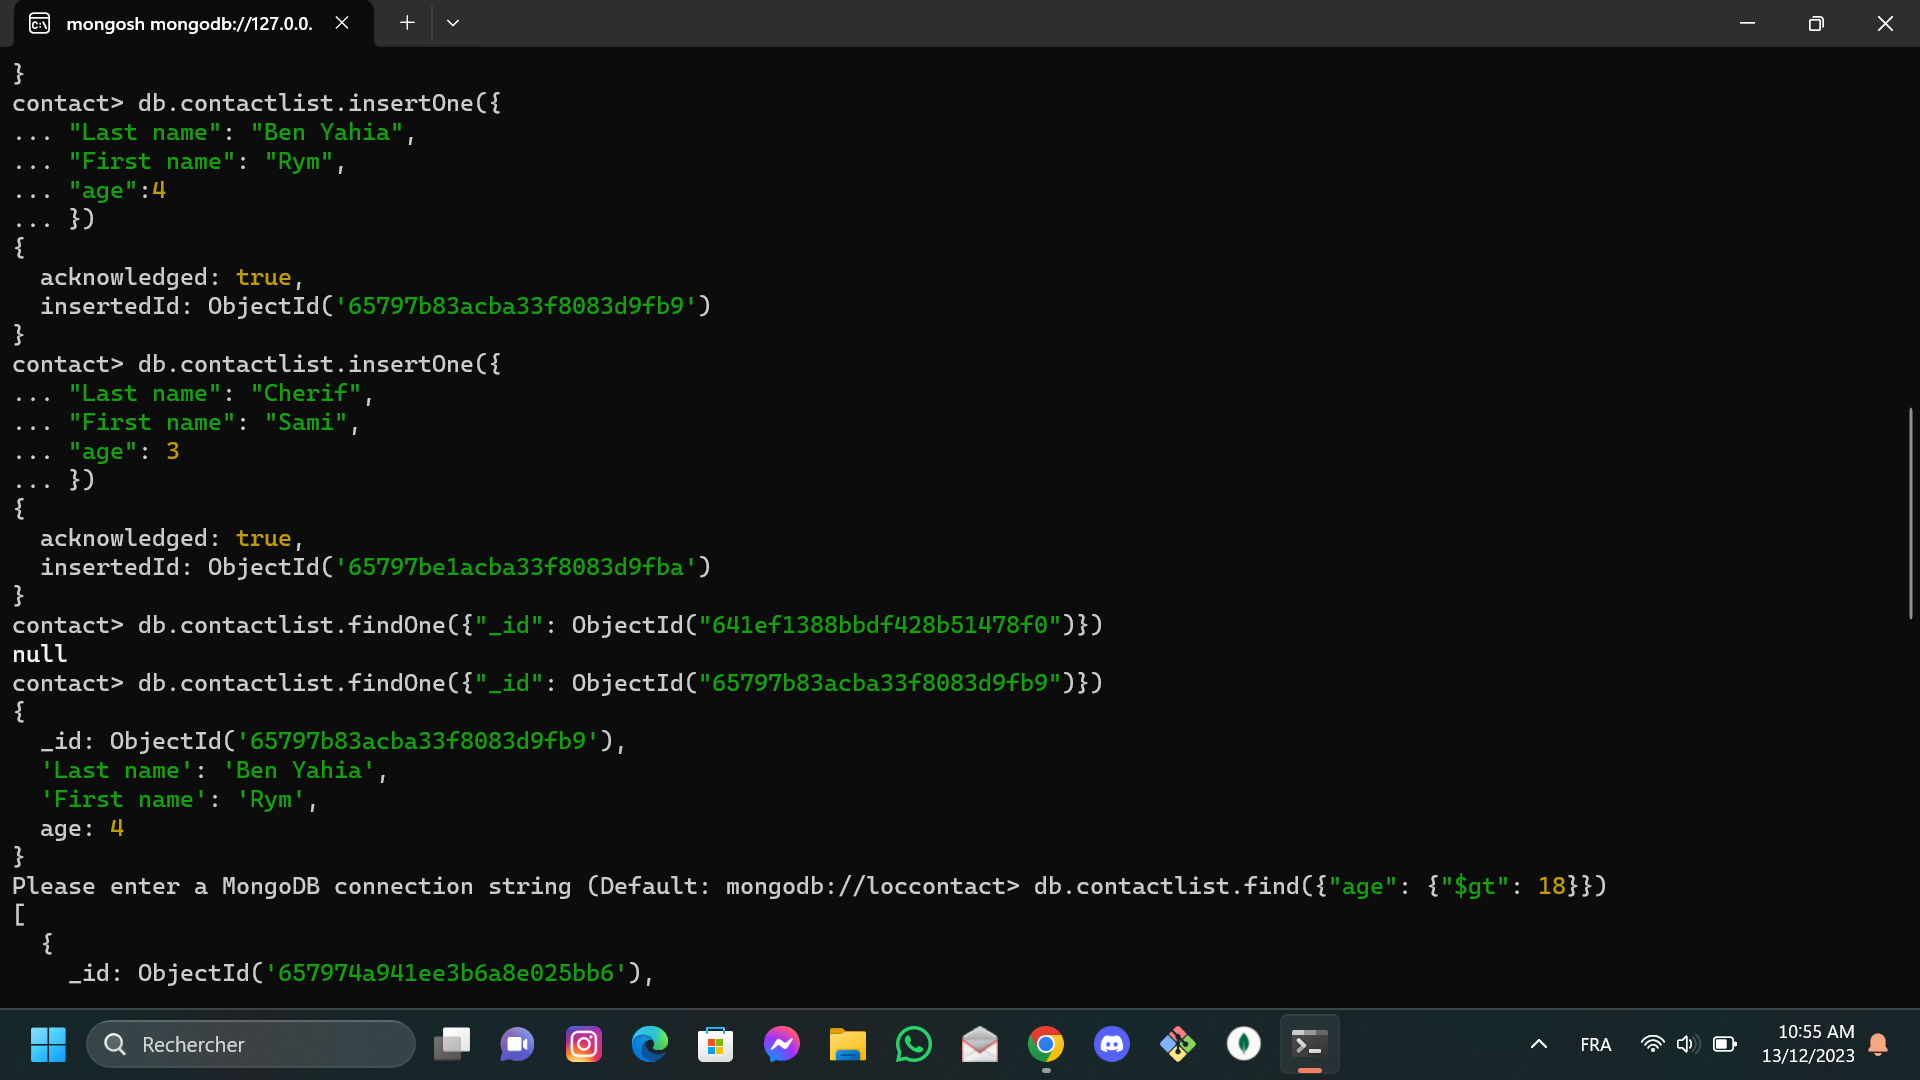 mongosh mongodb://127.0.0.
}
contact> db.contactlist.insertOne({
... "Last name": "Ben Yahia",
... "First name": "Rym",
... "age":4
... })
{
  acknowledged: true,
  insertedId: ObjectId('65797b83acba33f8083d9fb9')
}
contact> db.contactlist.insertOne({
... "Last name": "Cherif",
... "First name": "Sami",
... "age": 3
... })
{
  acknowledged: true,
  insertedId: ObjectId('65797be1acba33f8083d9fba')
}
contact> db.contactlist.findOne({"_id": ObjectId("641ef1388bbdf428b51478f0")})
null
contact> db.contactlist.findOne({"_id": ObjectId("65797b83acba33f8083d9fb9")})
{
  _id: ObjectId('65797b83acba33f8083d9fb9'),
  'Last name': 'Ben Yahia',
  'First name': 'Rym',
  age: 4
}
Please enter a MongoDB connection string (Default: mongodb://loccontact> db.contactlist.find({"age": {"$gt": 18}})
[
  {
    _id: ObjectId('657974a941ee3b6a8e025bb6'),
Rechercher
FRA
10:55 AM
13/12/2023